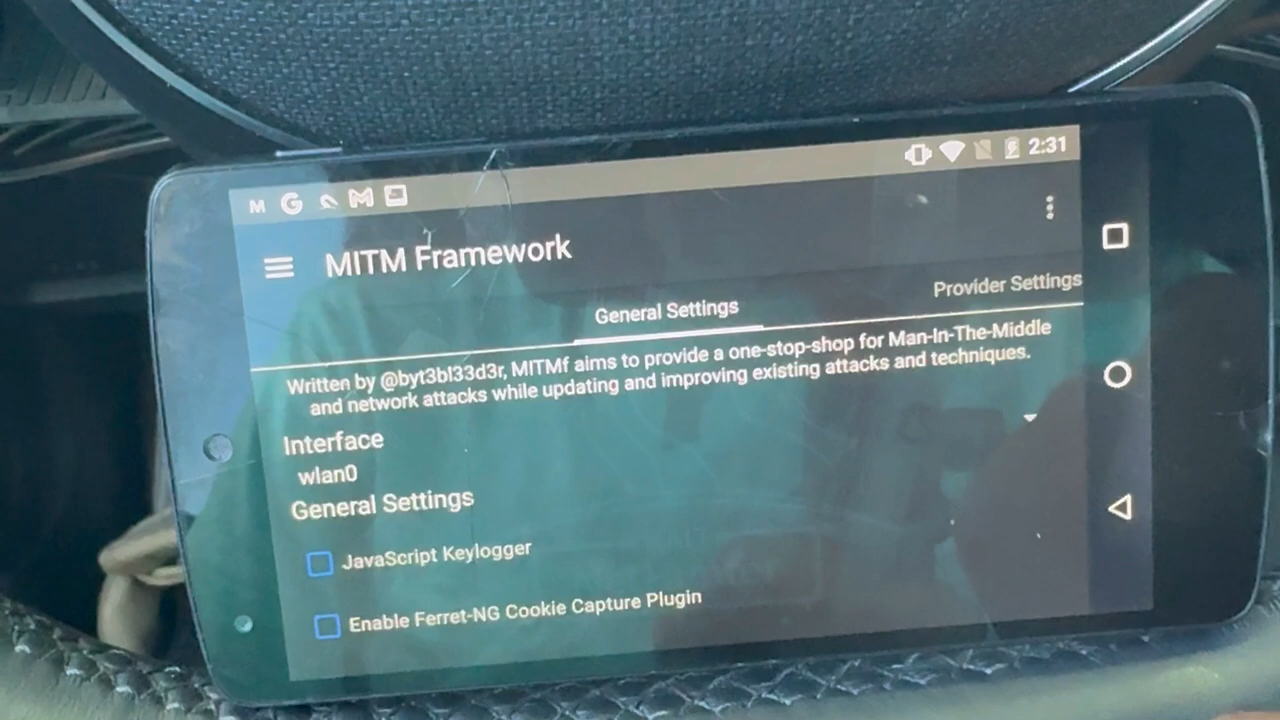 2:31
MITM Framework
General Settings
Provider Settings
Written by @byt3bl33d3r, MITMf aims to provide a one-stop-shop for Man-In-The-Middle
and network attacks while updating and improving existing attacks and techniques.
Interface
wlan0
General Settings
JavaScript Keylogger
Enable Ferret-NG Cookie Capture Plugin